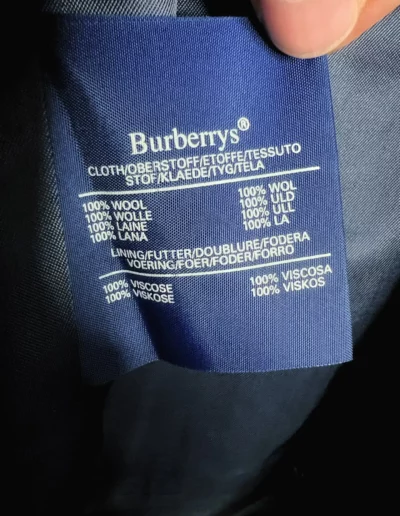 Burberrys®
CLOTH/OBERSTOFF/ETOFFE/TESSUTO
STOF/KLAEDE/TYG/TELA
100% WOOL 100% WOL
100% WOLLE 100% ULD
100% LAINE 100% ULL
100% LANA 100% LA
LINING/FUTTER/DOUBLURE/FODERA
VOERING/FOER/FODER/FORRO
100% VISCOSE 100% VISCOSA
100% VISKOSE 100% VISKOS